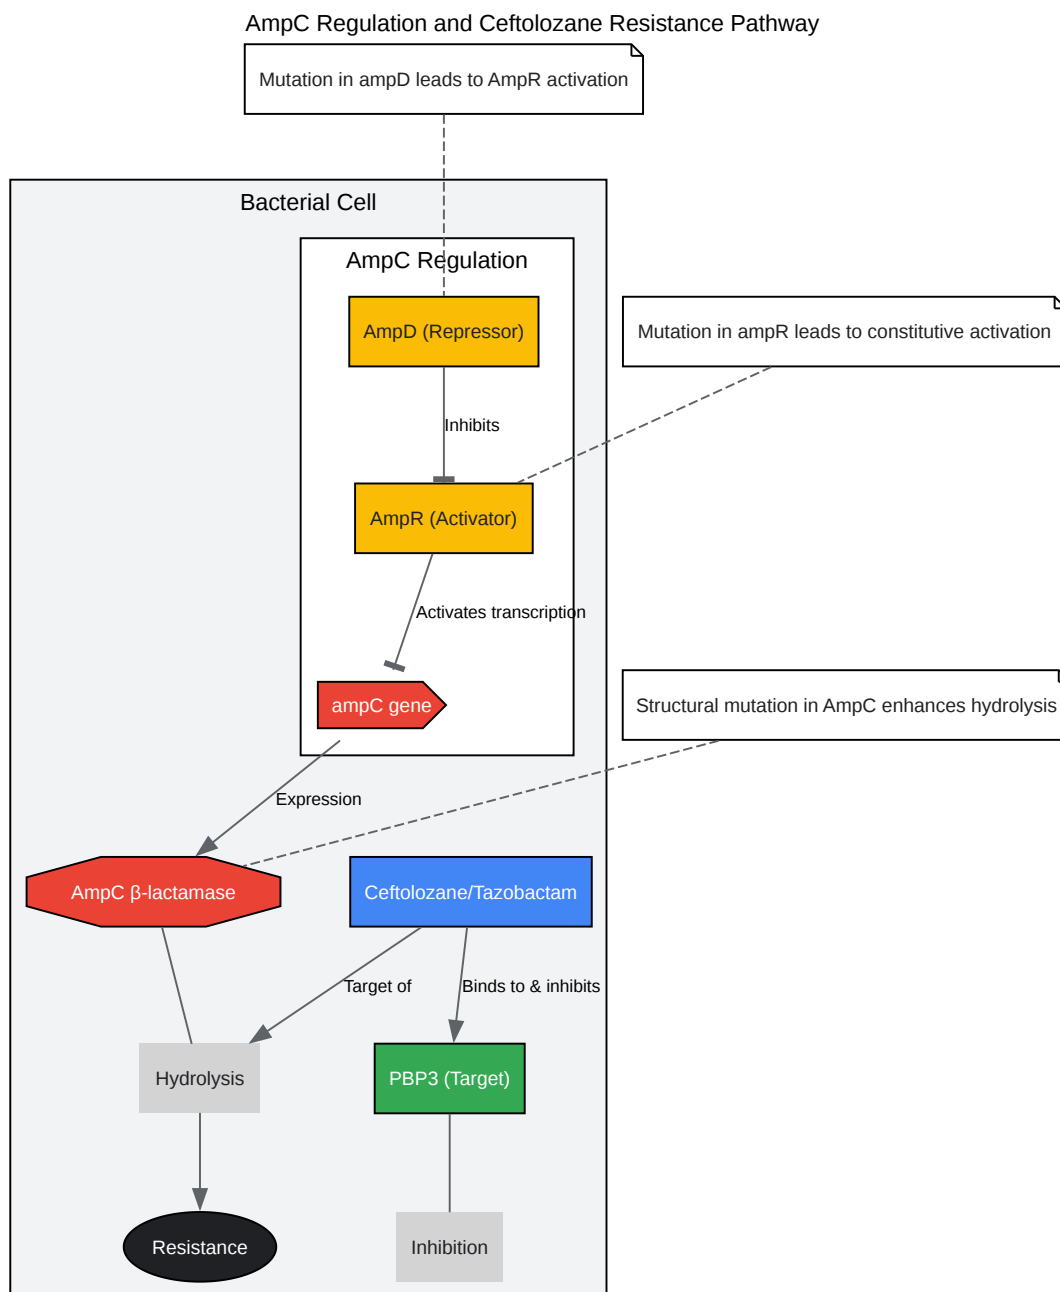 AmpC Regulation and Ceftolozane Resistance Pathway
Mutation in ampD leads to AmpR activation
Bacterial Cell
AmpC Regulation
AmpD (Repressor)
Mutation in ampR leads to constitutive activation
Inhibits
AmpR (Activator)
Activates transcription
ampC gene
Structural mutation in AmpC enhances hydrolysis
Expression
AmpC β-lactamase
Ceftolozane/Tazobactam
Target of
Binds to & inhibits
Hydrolysis
PBP3 (Target)
Resistance
Inhibition